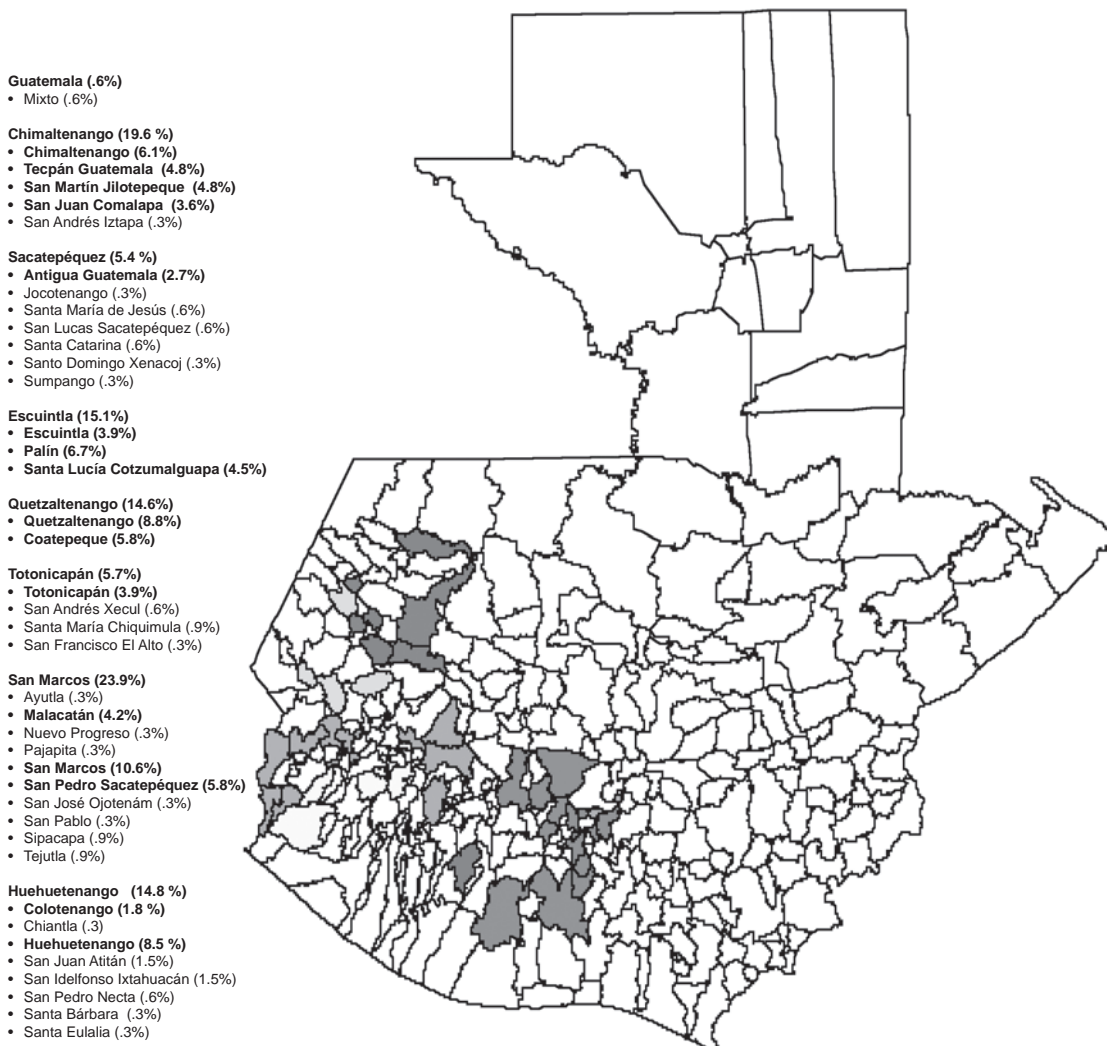 Guatemala (.6%)
• Mixto (.6%)
Chimaltenango (19.6 %)
• Chimaltenango (6.1%)
• Tecpán Guatemala (4.8%)
• San Martín Jilotepeque (4.8%)
• San Juan Comalapa (3.6%)
• San Andrés Iztapa (.3%)
Sacatepéquez (5.4 %)
• Antigua Guatemala (2.7%)
• Jocotenango (.3%)
• Santa María de Jesús (.6%)
• San Lucas Sacatepéquez (.6%)
• Santa Catarina (.6%)
• Santo Domingo Xenacoj (.3%)
• Sumpango (.3%)
Escuintla (15.1%)
• Escuintla (3.9%)
• Palín (6.7%)
• Santa Lucía Cotzumalguapa (4.5%)
Quetzaltenango (14.6%)
• Quetzaltenango (8.8%)
• Coatepeque (5.8%)
Totonicapán (5.7%)
• Totonicapán (3.9%)
• San Andrés Xecul (.6%)
• Santa María Chiquimula (.9%)
• San Francisco El Alto (.3%)
San Marcos (23.9%)
• Ayutla (.3%)
• Malacatán (4.2%)
• Nuevo Progreso (.3%)
• Pajapita (.3%)
• San Marcos (10.6%)
• San Pedro Sacatepéquez (5.8%)
• San José Ojotenám (.3%)
• San Pablo (.3%)
• Sipacapa (.9%)
• Tejutla (.9%)
Huehuetenango (14.8 %)
• Colotenango (1.8 %)
• Chiantla (.3)
• Huehuetenango (8.5 %)
• San Juan Atitán (1.5%)
• San Idelfonso Ixtahuacán (1.5%)
• San Pedro Necta (.6%)
• Santa Bárbara (.3%)
• Santa Eulalia (.3%)